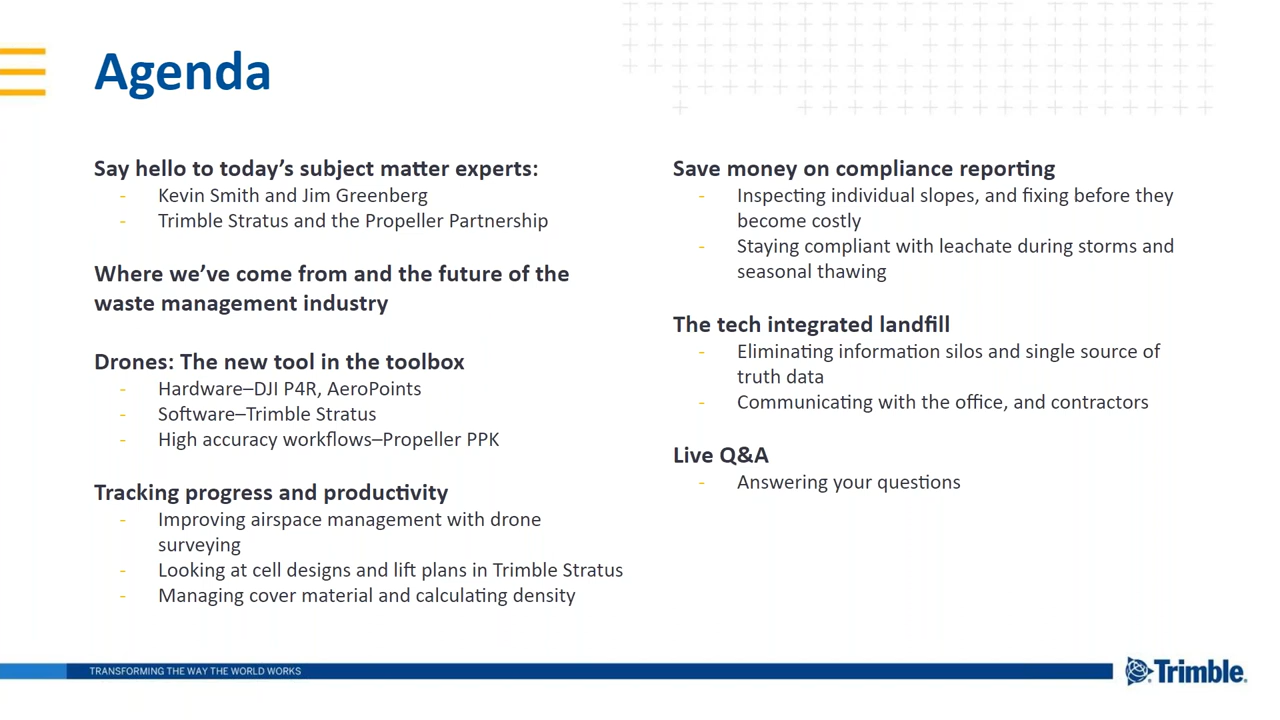 Agenda
Say hello to today’s subject matter experts:
- Kevin Smith and Jim Greenberg
- Trimble Stratus and the Propeller Partnership
Where we’ve come from and the future of the
waste management industry
Drones: The new tool in the toolbox
- Hardware–DJI P4R, AeroPoints
- Software–Trimble Stratus
- High accuracy workflows–Propeller PPK
Tracking progress and productivity
- Improving airspace management with drone
surveying
- Looking at cell designs and lift plans in Trimble Stratus
- Managing cover material and calculating density
Save money on compliance reporting
- Inspecting individual slopes, and fixing before they
become costly
- Staying compliant with leachate during storms and
seasonal thawing
The tech integrated landfill
- Eliminating information silos and single source of
truth data
- Communicating with the office, and contractors
Live Q&A
- Answering your questions
TRANSFORMING THE WAY THE WORLD WORKS
Trimble.